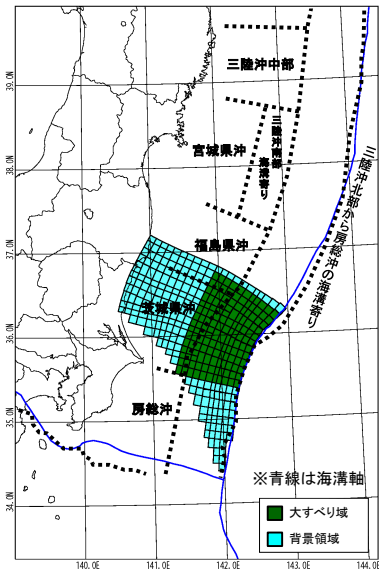 三陸沖中部
宮城県沖
三陸沖南部
海溝寄り
福島県沖
三陸沖北部から房総沖の海溝寄り
茨城県沖
房総沖
※青線は海溝軸
大すべり域
背景領域
39.0N
38.0N
37.0N
36.0N
35.0N
34.0N
140.0E
141.0E
142.0E
143.0E
144.0E